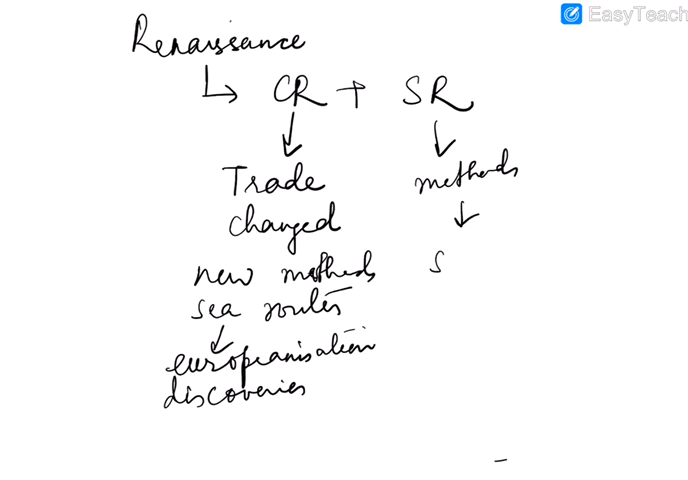 EasyTeach
Renaissance
CR + SR
Trade methods
changed
new methods S
sea routes
europeanisation
discoveries